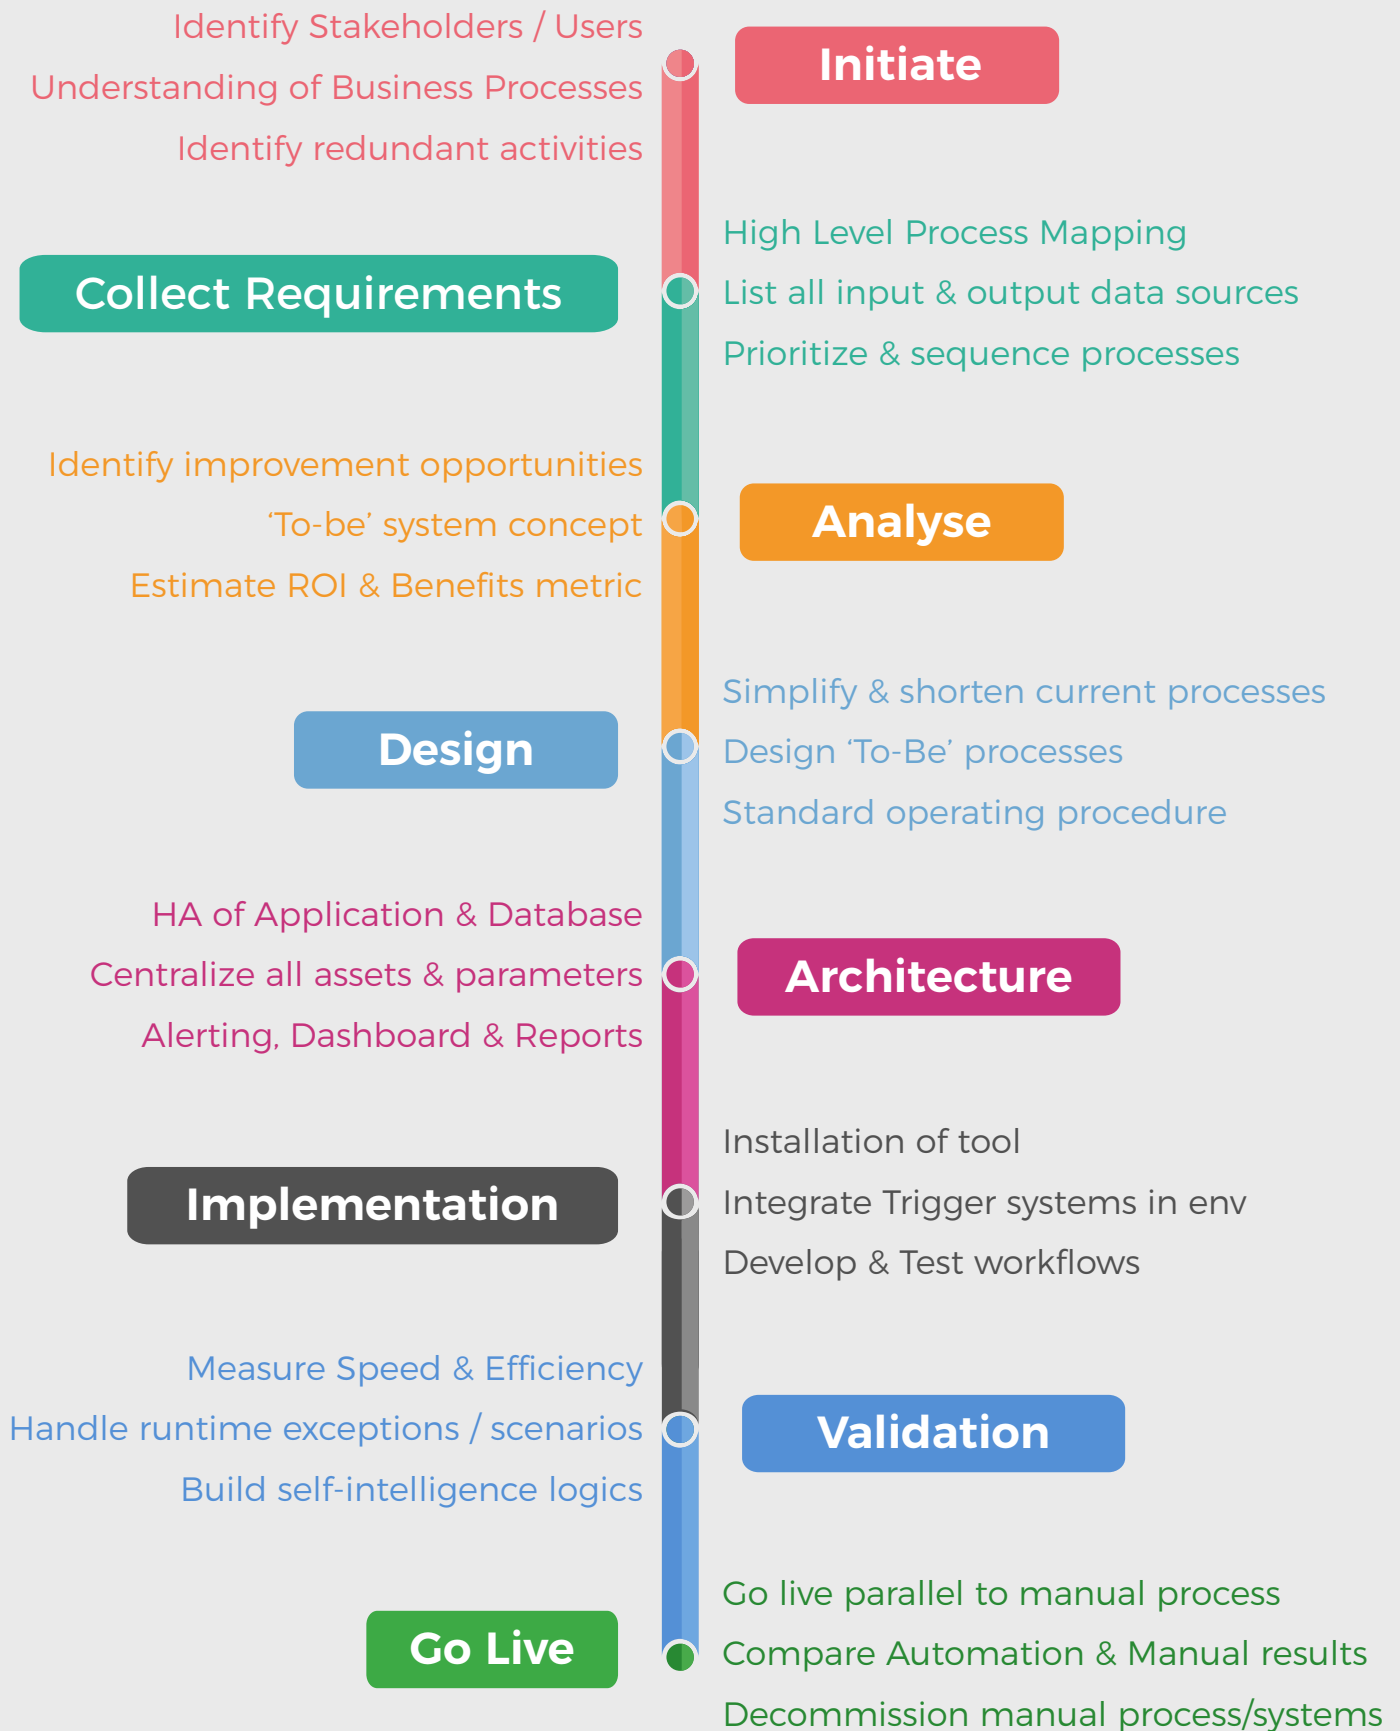 Identify Stakeholders / Users
Understanding of Business Processes
Identify redundant activities
Initiate
Collect Requirements
High Level Process Mapping
List all input & output data sources
Prioritize & sequence processes
Identify improvement opportunities
‘To-be’ system concept
Estimate ROI & Benefits metric
Analyse
Design
Simplify & shorten current processes
Design ‘To-Be’ processes
Standard operating procedure
HA of Application & Database
Centralize all assets & parameters
Alerting, Dashboard & Reports
Architecture
Implementation
Installation of tool
Integrate Trigger systems in env
Develop & Test workflows
Measure Speed & Efficiency
Handle runtime exceptions / scenarios
Build self-intelligence logics
Validation
Go Live
Go live parallel to manual process
Compare Automation & Manual results
Decommission manual process/systems